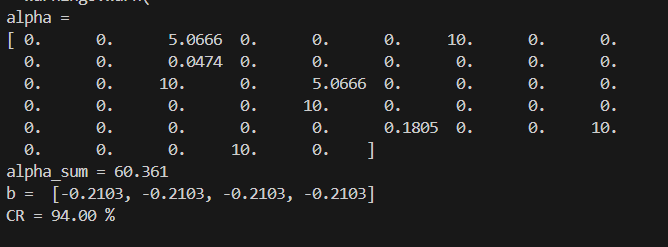 alpha =
[ 0.      0.      5.0666  0.      0.      0.     10.      0.      0.
  0.      0.      0.0474  0.      0.      0.      0.      0.      0.
  0.      0.     10.      0.      5.0666  0.      0.      0.      0.
  0.      0.      0.      0.     10.      0.      0.      0.      0.
  0.      0.      0.      0.      0.      0.1805  0.      0.     10.
  0.      0.      0.     10.      0.    ]
alpha_sum = 60.361
b =  [-0.2103, -0.2103, -0.2103, -0.2103]
CR = 94.00 %